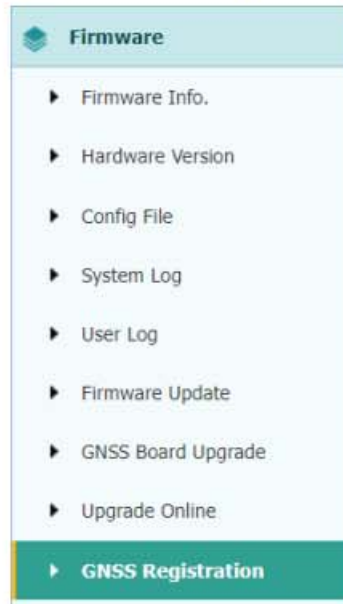 Firmware
Firmware Info.
Hardware Version
Config File
System Log
User Log
Firmware Update
GNSS Board Upgrade
Upgrade Online
GNSS Registration